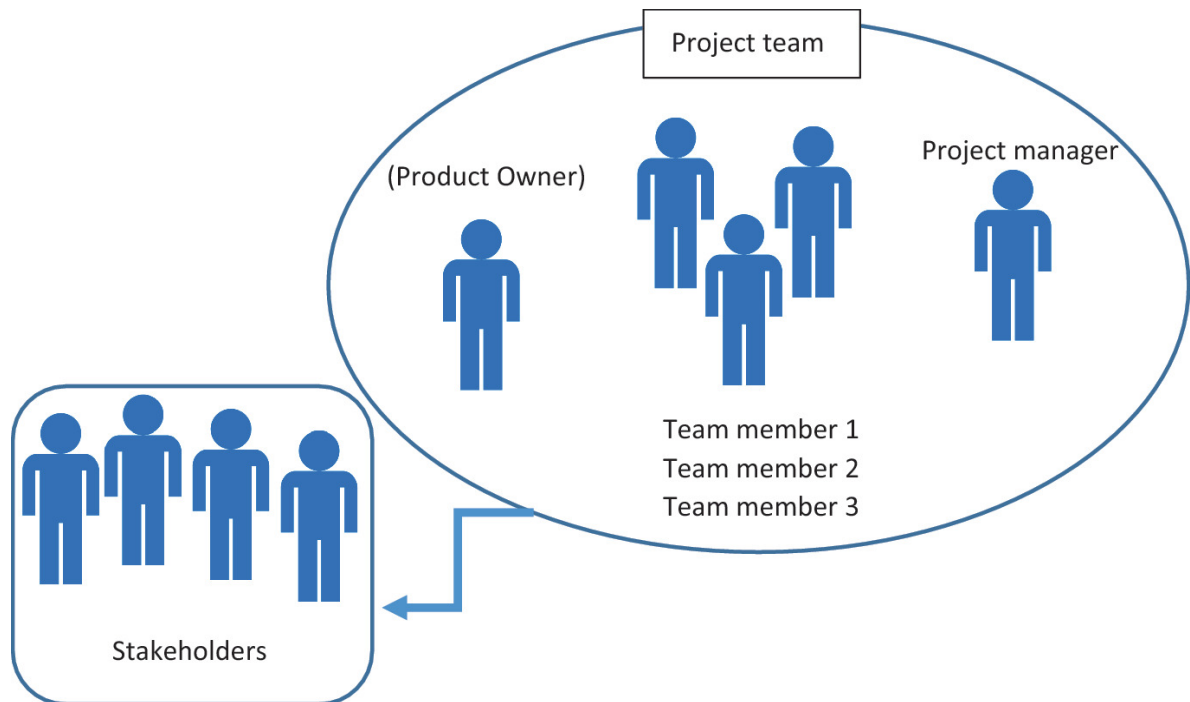 Project team
(Product Owner)
Project manager
Team member 1
Team member 2
Team member 3
Stakeholders